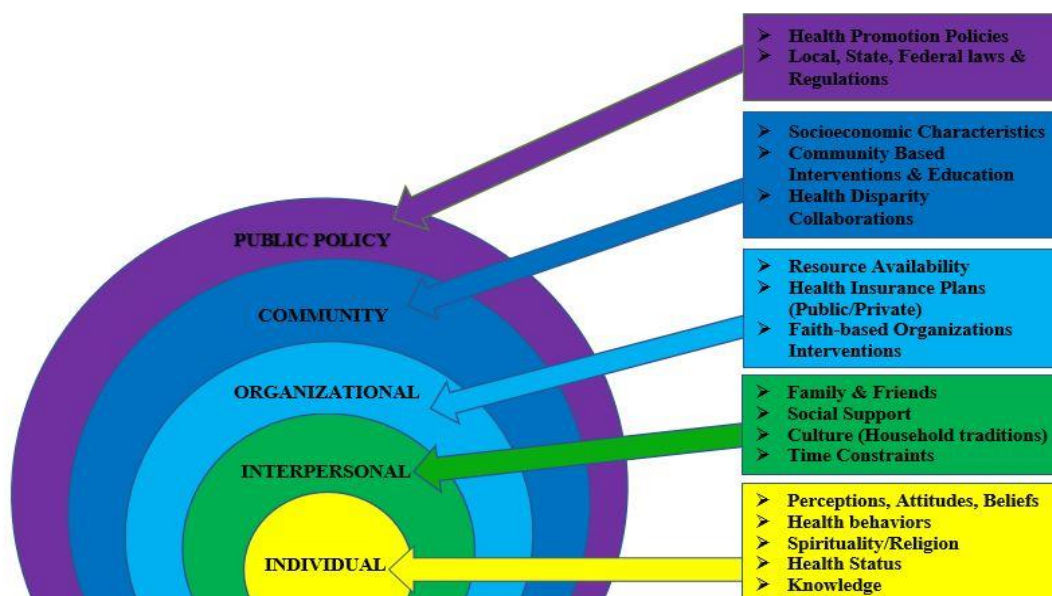 ➢ Health Promotion Policies
➢ Local, State, Federal laws &
Regulations
➢ Socioeconomic Characteristics
➢ Community Based
Interventions & Education
➢ Health Disparity
Collaborations
PUBLIC POLICY
➢ Resource Availability
➢ Health Insurance Plans
(Public/Private)
➢ Faith-based Organizations
Interventions
COMMUNITY
ORGANIZATIONAL
➢ Family & Friends
➢ Social Support
➢ Culture (Household traditions)
➢ Time Constraints
INTERPERSONAL
➢ Perceptions, Attitudes, Beliefs
➢ Health behaviors
➢ Spirituality/Religion
➢ Health Status
➢ Knowledge
INDIVIDUAL